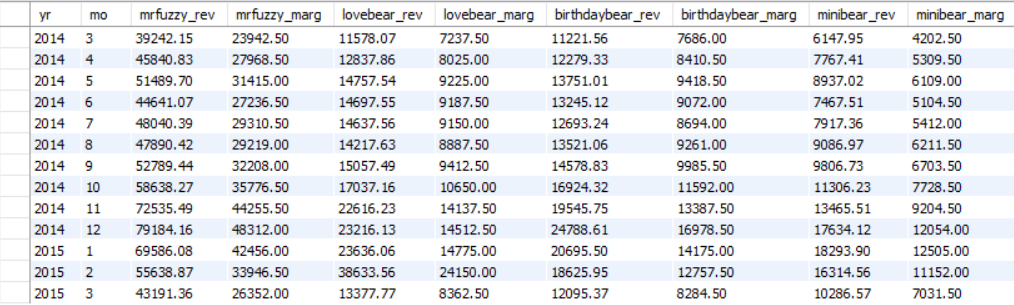 yr mo mrfuzzy_rev mrfuzzy_marg lovebear_rev lovebear_marg birthdaybear_rev birthdaybear_marg minibear_rev minibear_marg
2014 3 39242.15 23942.50 11578.07 7237.50 11221.56 7686.00 6147.95 4202.50
2014 4 45840.83 27968.50 12837.86 8025.00 12279.33 8410.50 7767.41 5309.50
2014 5 51489.70 31415.00 14757.54 9225.00 13751.01 9418.50 8937.02 6109.00
2014 6 44641.07 27236.50 14697.55 9187.50 13245.12 9072.00 7467.51 5104.50
2014 7 48040.39 29310.50 14637.56 9150.00 12693.24 8694.00 7917.36 5412.00
2014 8 47890.42 29219.00 14217.63 8887.50 13521.06 9261.00 9086.97 6211.50
2014 9 52789.44 32208.00 15057.49 9412.50 14578.83 9985.50 9806.73 6703.50
2014 10 58638.27 35776.50 17037.16 10650.00 16924.32 11592.00 11306.23 7728.50
2014 11 72535.49 44255.50 22616.23 14137.50 19545.75 13387.50 13465.51 9204.50
2014 12 79184.16 48312.00 23216.13 14512.50 24788.61 16978.50 17634.12 12054.00
2015 1 69586.08 42456.00 23636.06 14775.00 20695.50 14175.00 18293.90 12505.00
2015 2 55638.87 33946.50 38633.56 24150.00 18625.95 12757.50 16314.56 11152.00
2015 3 43191.36 26352.00 13377.77 8362.50 12095.37 8284.50 10286.57 7031.50